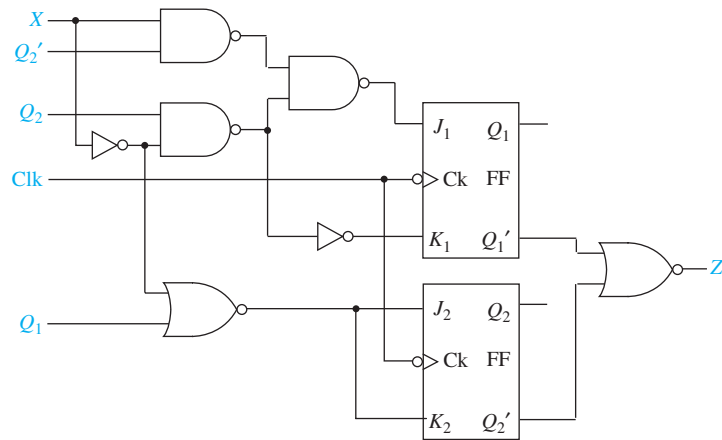 X
Q₂′
Q₂
Clk
Q₁
J₁ Q₁
Ck FF
K₁ Q₁′
Z
J₂ Q₂
Ck FF
K₂ Q₂′